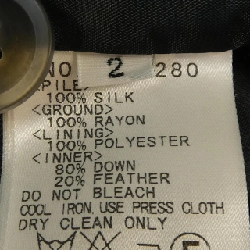 NO 2 280
<PILE>
100% SILK
<GROUND>
100% RAYON
<LINING>
100% POLYESTER
<INNER>
80% DOWN
20% FEATHER
DO NOT BLEACH
COOL IRON, USE PRESS CLOTH
DRY CLEAN ONLY